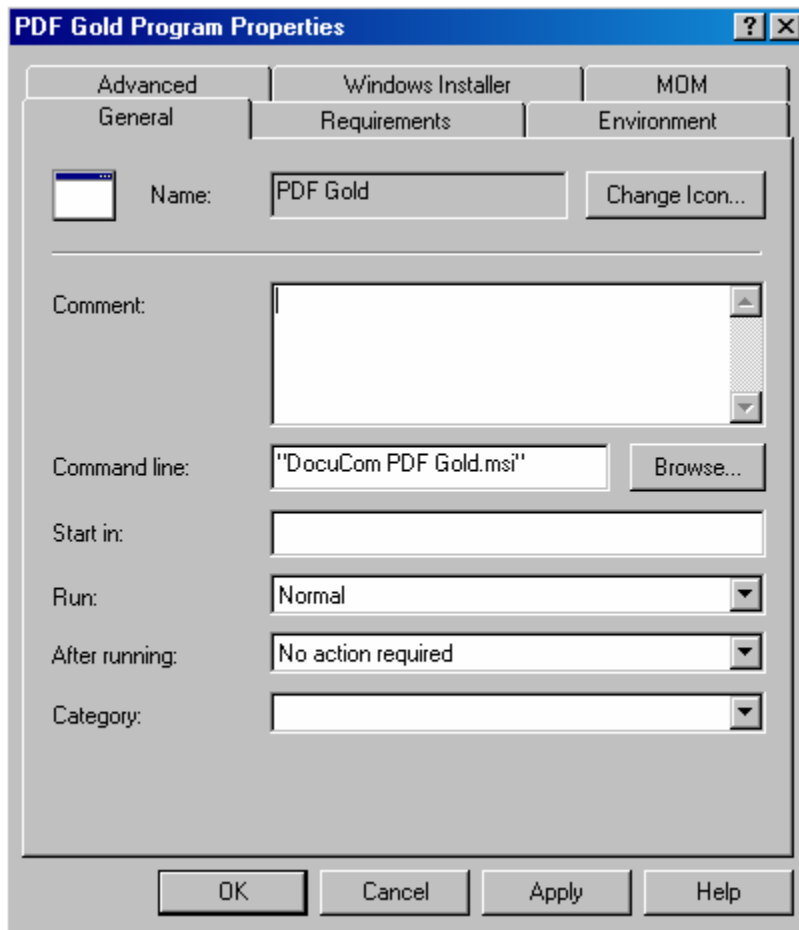 PDF Gold Program Properties
Advanced Windows Installer MOM
General Requirements Environment
Name: PDF Gold Change Icon...
Comment:
Command line: "DocuCom PDF Gold.msi" Browse...
Start in:
Run: Normal
After running: No action required
Category:
OK Cancel Apply Help